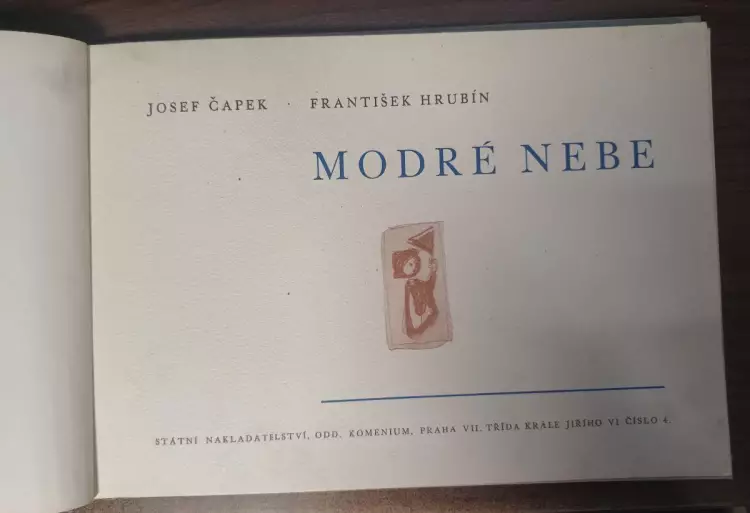 JOSEF ČAPEK · FRANTIŠEK HRUBÍN
MODRÉ NEBE
STÁTNÍ NAKLADATELSTVÍ, ODD. KOMENIUM, PRAHA VII, TŘÍDA KRÁLE JIŘÍHO VI ČÍSLO 4.